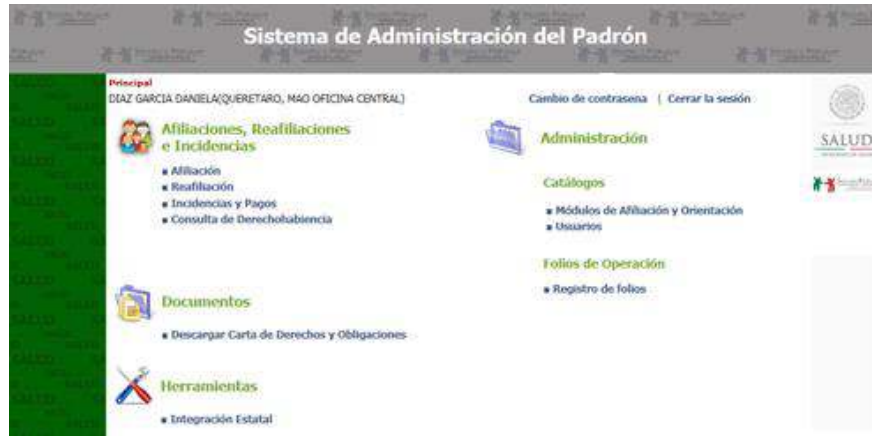 Sistema de Administración del Padrón
Principal
DIAZ GARCIA DANIELA(QUERETARO, MAO OFICINA CENTRAL)
Cambio de contrasena | Cerrar la sesión
Afiliaciones, Reafiliaciones
e Incidencias
Afiliación
Reafiliación
Incidencias y Pagos
Consulta de Derechohabiencia
Administración
Catálogos
Módulos de Afiliación y Orientación
Usuarios
Folios de Operación
Registro de folios
Documentos
Descargar Carta de Derechos y Obligaciones
Herramientas
Integración Estatal
SALUD